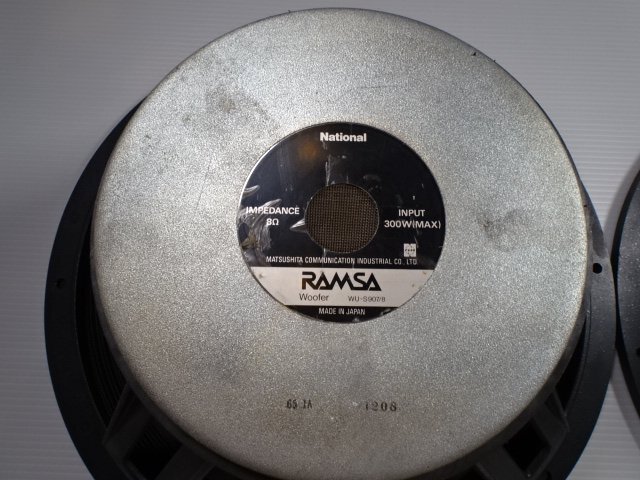 National
IMPEDANCE
8Ω
INPUT
300W(MAX)
MATSUSHITA COMMUNICATION INDUSTRIAL CO., LTD.
RAMSA
Woofer WU-S907/8
MADE IN JAPAN
1208